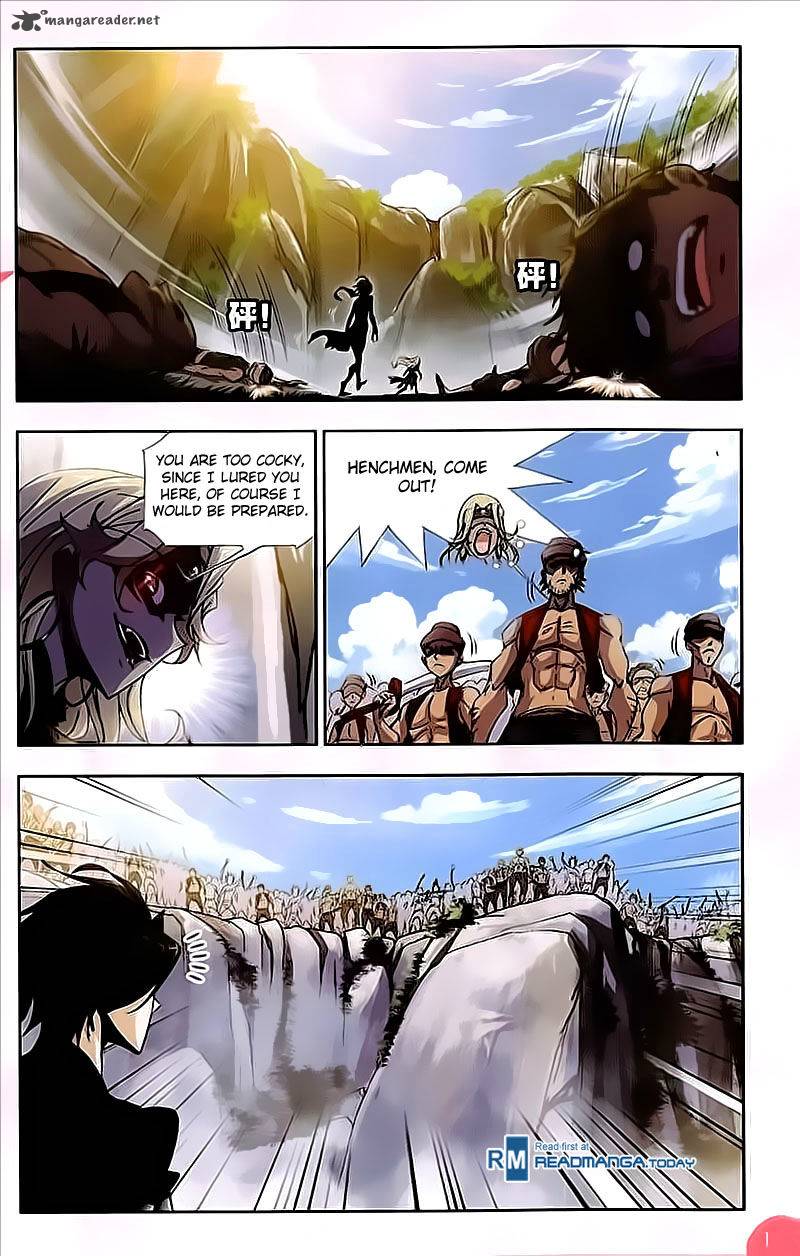 mangareader.net
砰!
砰!
YOU ARE TOO COCKY,
SINCE I LURED YOU
HERE, OF COURSE I
WOULD BE PREPARED.
HENCHMEN, COME
OUT!
RM
Read first at
READMANGA.TODAY
1